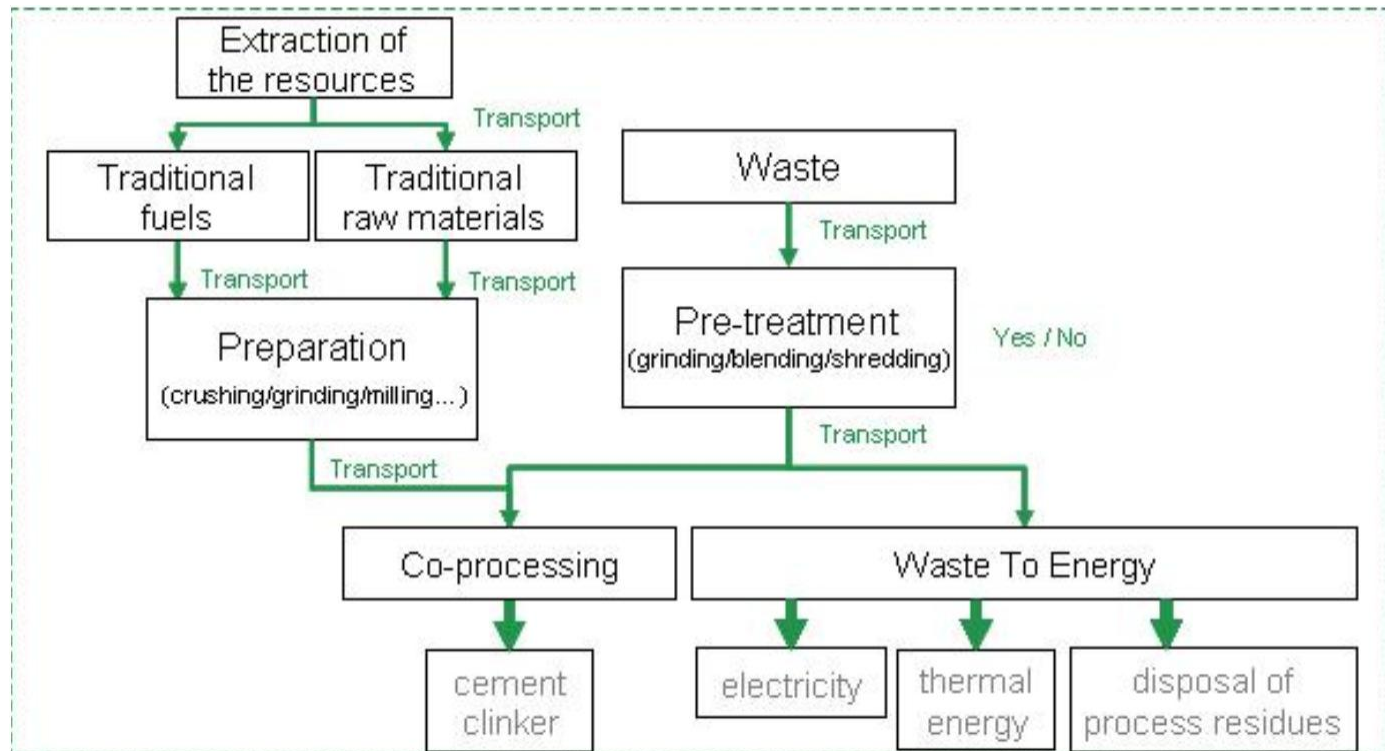 Extraction of
the resources
Transport
Traditional
fuels
Traditional
raw materials
Waste
Transport
Transport
Transport
Preparation
(crushing/grinding/milling... )
Pre-treatment
(grinding/blending/shredding)
Yes / No
Transport
Transport
Co-processing
Waste To Energy
cement
clinker
electricity
thermal
energy
disposal of
process residues